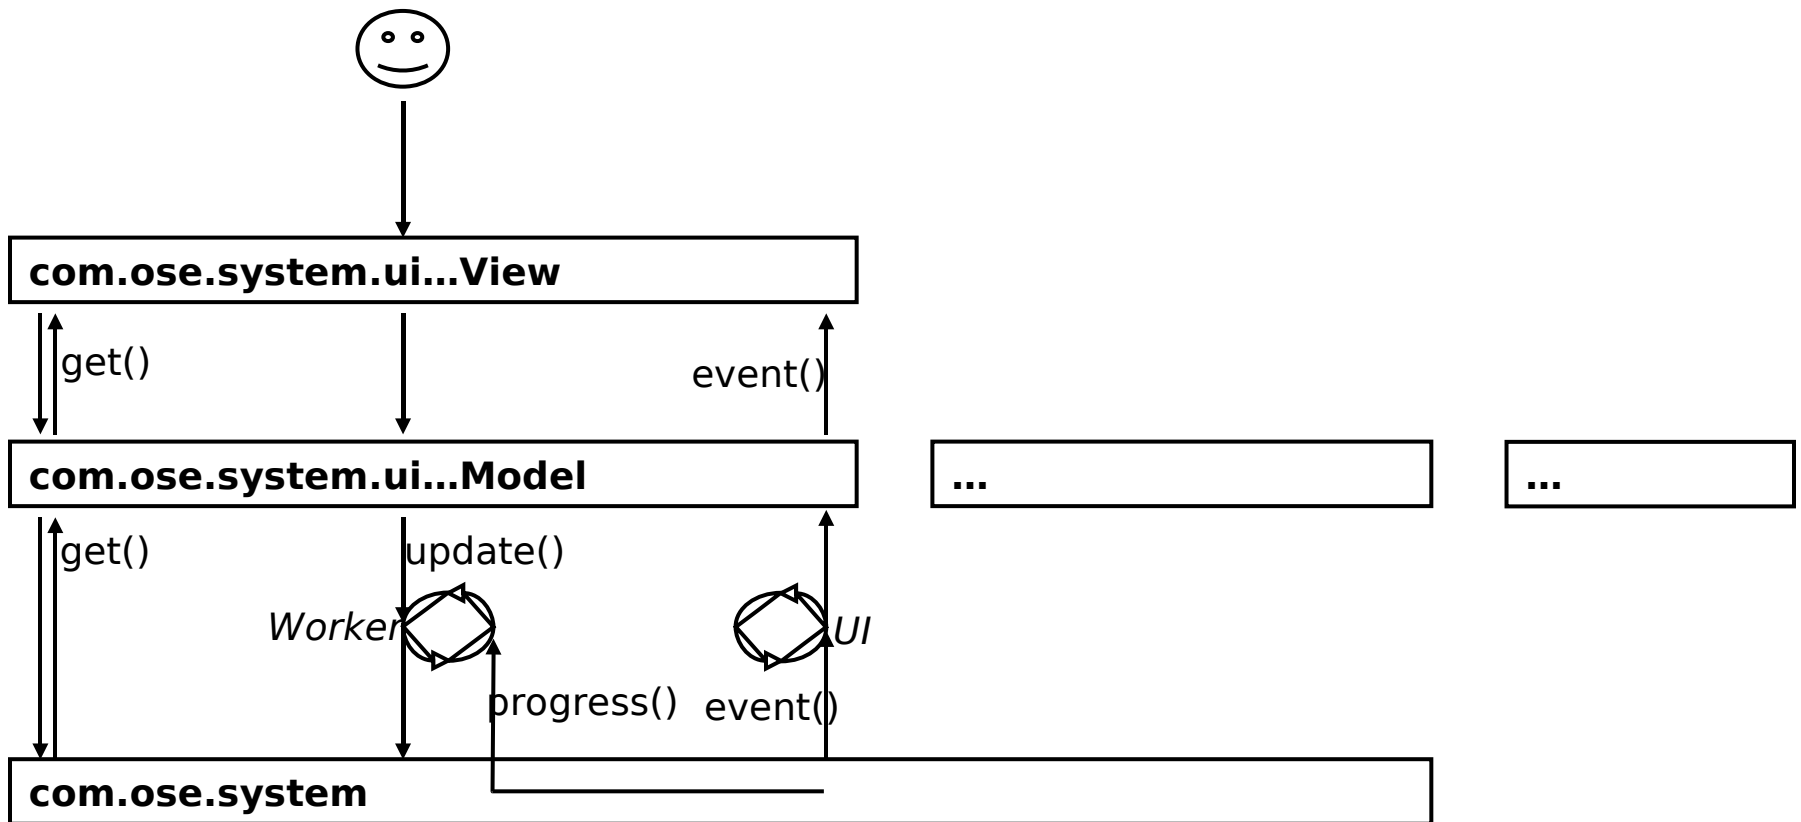 com.ose.system.ui...View
get()
event()
com.ose.system.ui...Model
...
...
get()
update()
Worker
UI
progress()
event()
com.ose.system